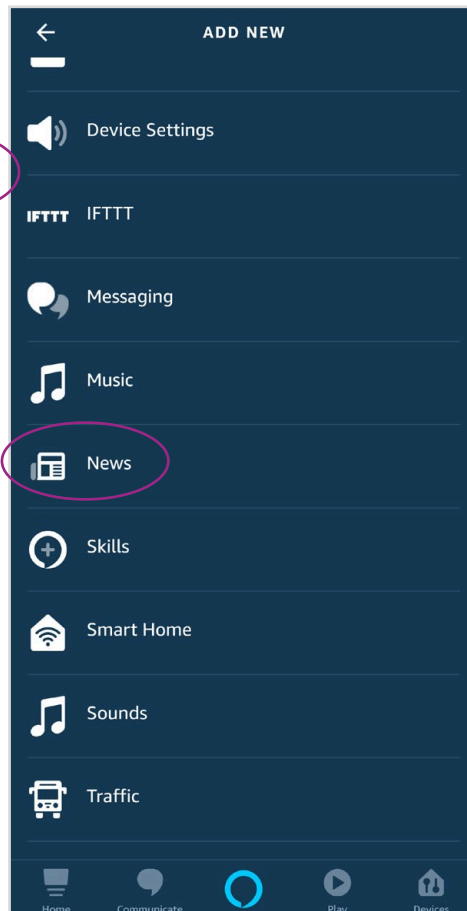 ADD NEW
Device Settings
IFTTT IFTTT
Messaging
Music
News
Skills
Smart Home
Sounds
Traffic
Home Communicate Play Devices